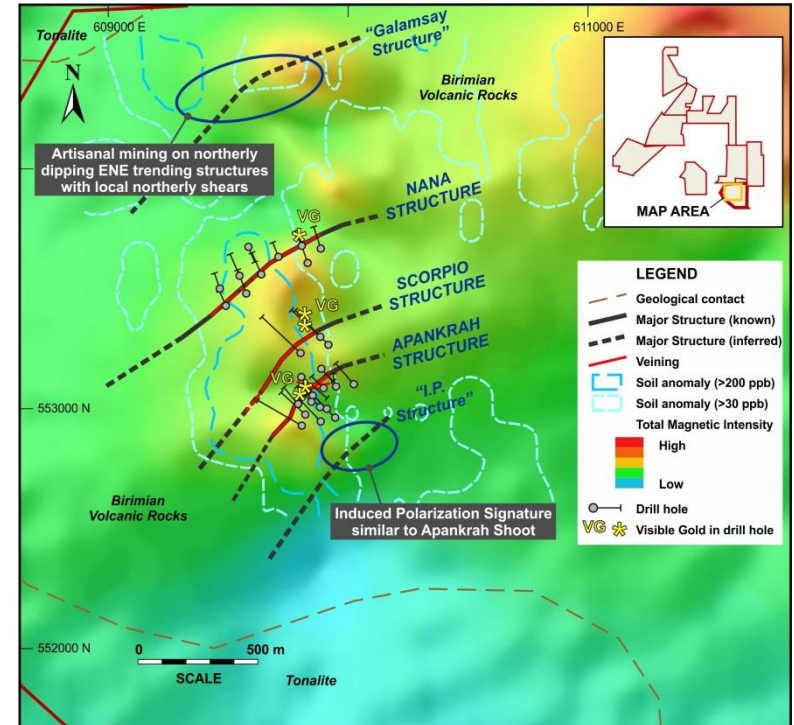 609000 E
611000 E
Tonalite
"Galamsay
Structure"
N
Birimian
Volcanic Rocks
Artisanal mining on northerly
dipping ENE trending structures
with local northerly shears
MAP AREA
NANA
STRUCTURE
VG
SCORPIO
STRUCTURE
VG
APANKRAH
STRUCTURE
VG
"I.P.
Structure"
553000 N
LEGEND
Geological contact
Major Structure (known)
Major Structure (inferred)
Veining
Soil anomaly (>200 ppb)
Soil anomaly (>30 ppb)
Total Magnetic Intensity
High
Low
Drill hole
VG Visible Gold in drill hole
Birimian
Volcanic Rocks
Induced Polarization Signature
similar to Apankrah Shoot
552000 N
0 500 m
SCALE
Tonalite